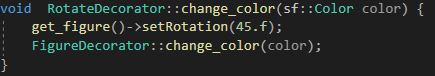 void  RotateDecorator::change_color(sf::Color color) {
    get_figure()->setRotation(45.f);
    FigureDecorator::change_color(color);
}